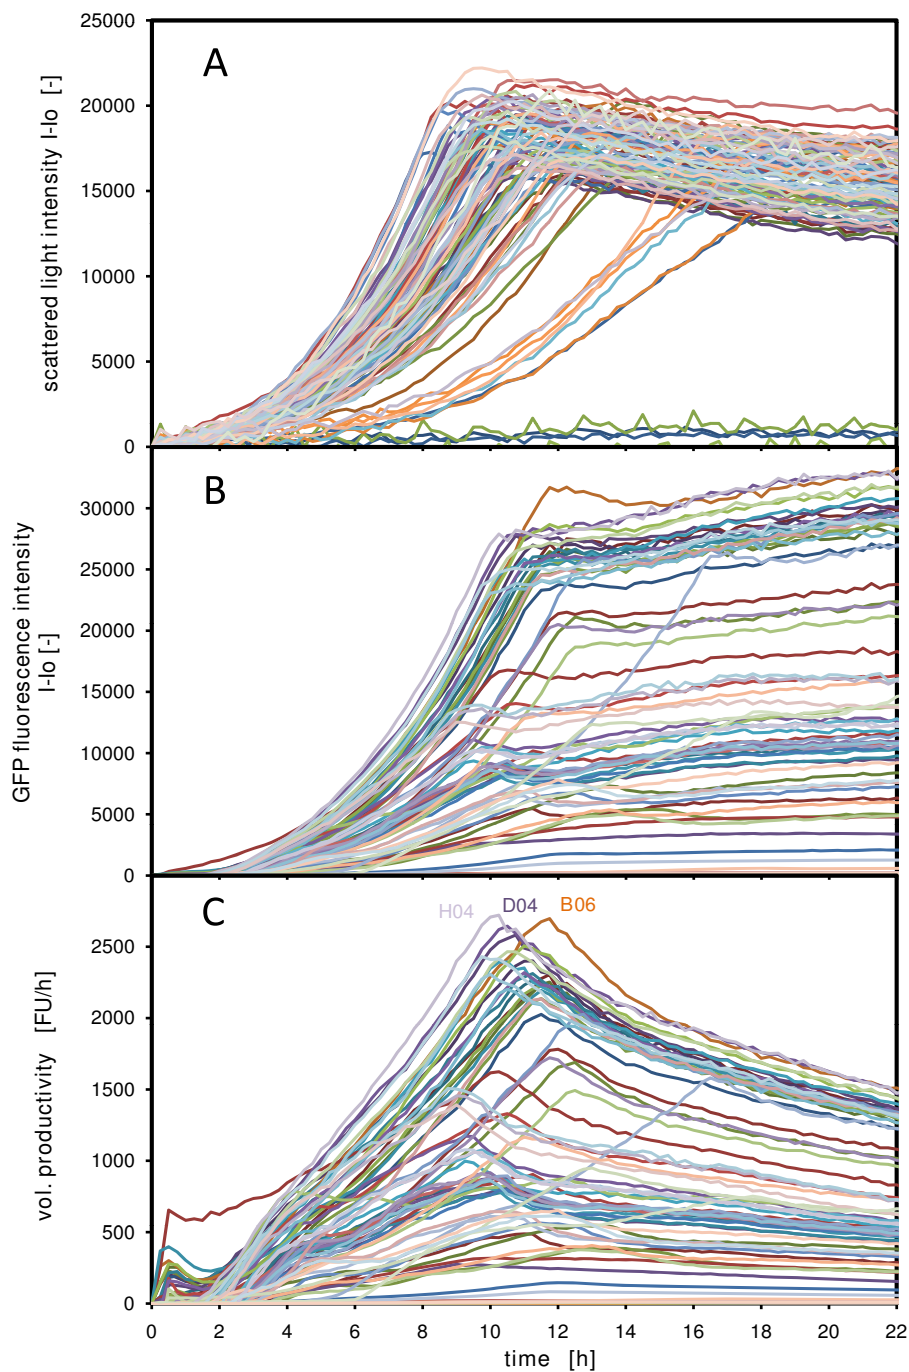 25000
A
20000
15000
10000
5000
0
scattered light intensity I-Io [-]
B
30000
25000
20000
15000
10000
5000
0
GFP fluorescence intensity
I-Io [-]
C
H04 D04 B06
2500
2000
1500
1000
500
0
vol. productivity [FU/h]
0 2 4 6 8 10 12 14 16 18 20 22
time [h]